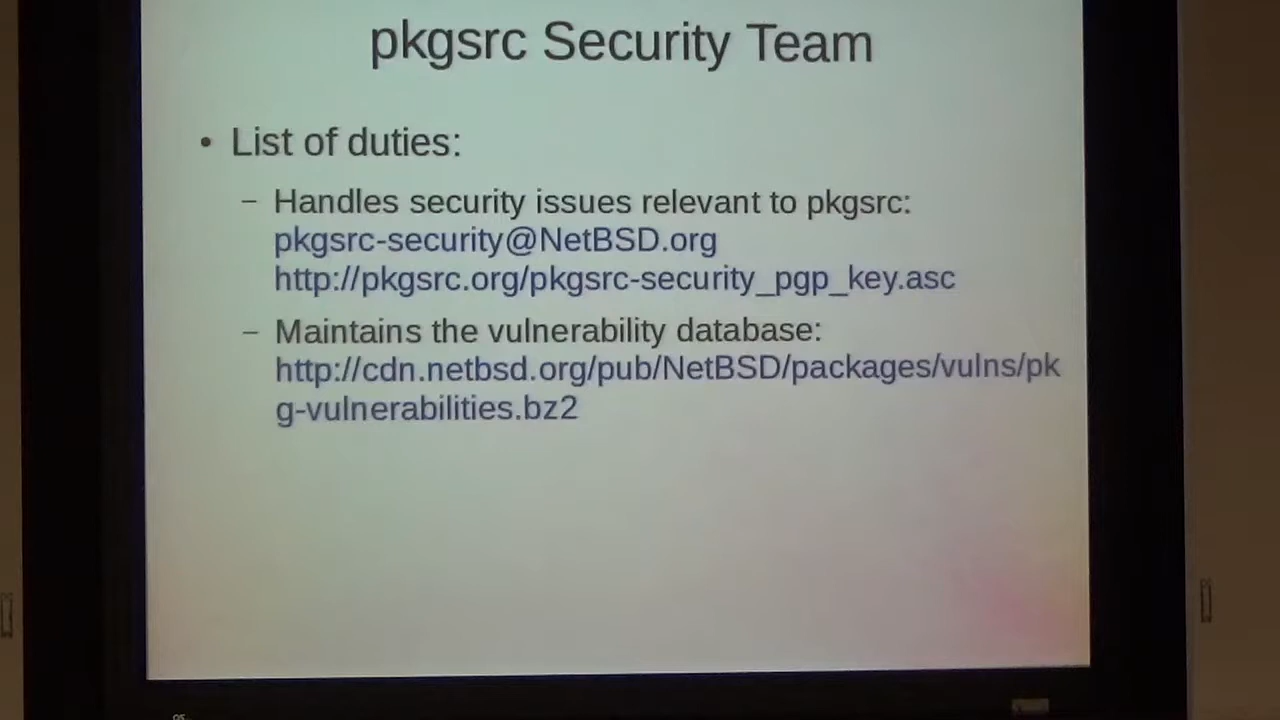 pkgsrc Security Team
• List of duties:
– Handles security issues relevant to pkgsrc:
pkgsrc-security@NetBSD.org
http://pkgsrc.org/pkgsrc-security_pgp_key.asc
– Maintains the vulnerability database:
http://cdn.netbsd.org/pub/NetBSD/packages/vulns/pk
g-vulnerabilities.bz2